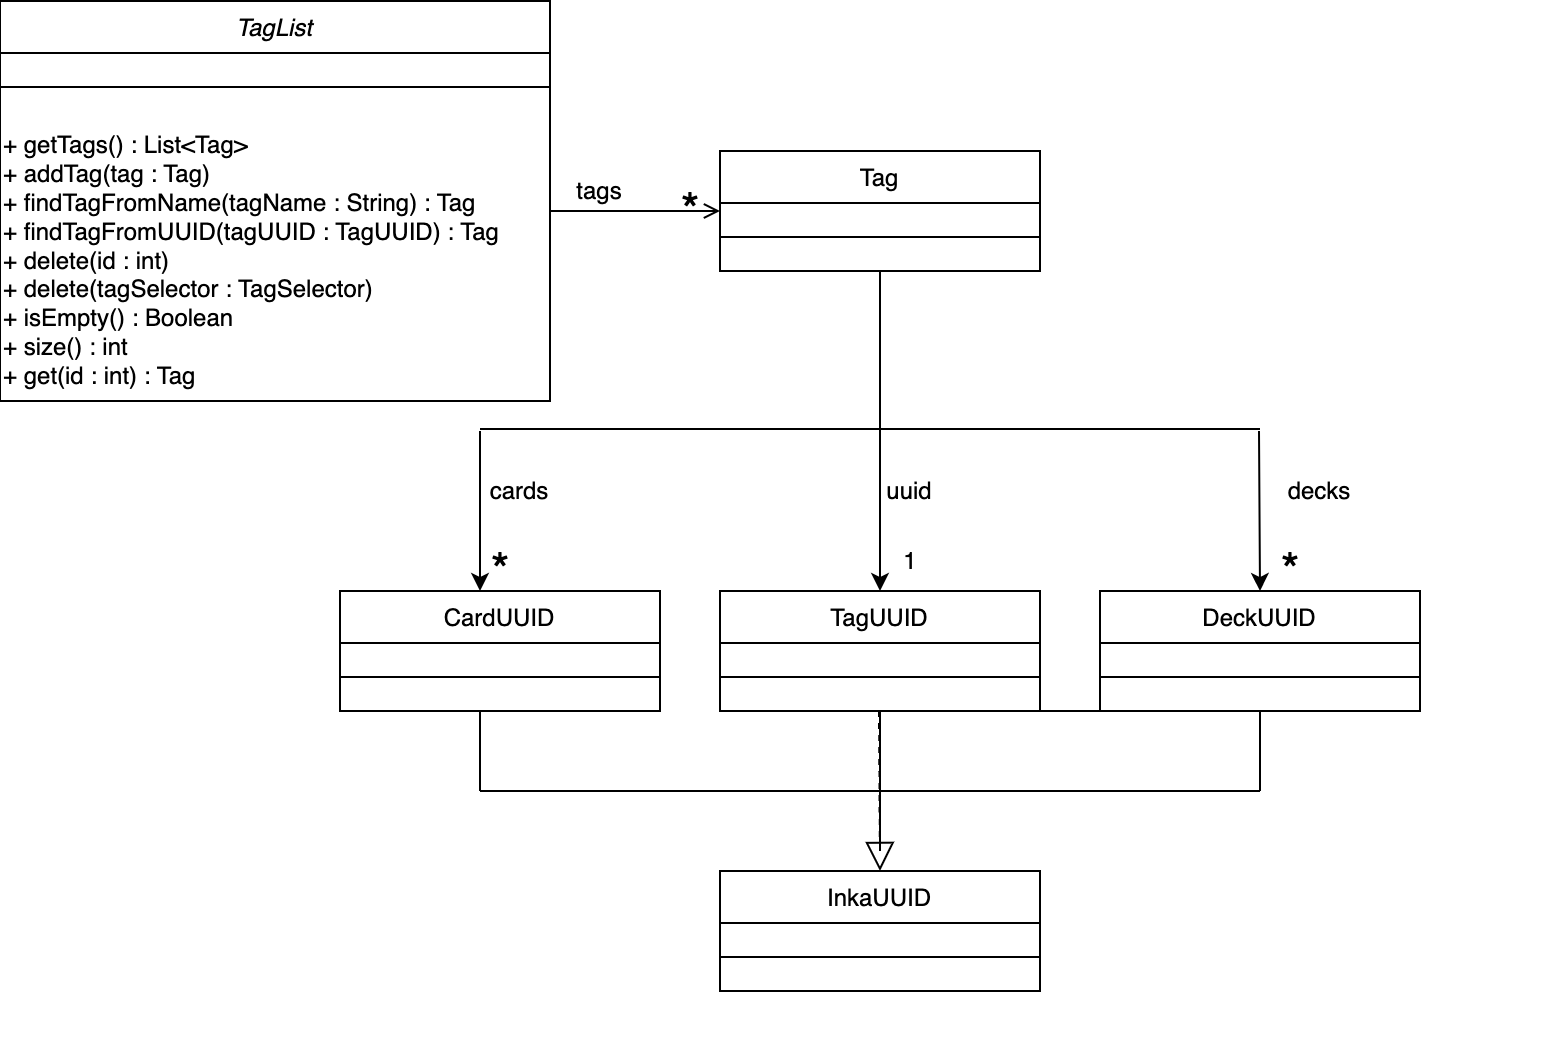 TagList
+ getTags() : List<Tag>
+ addTag(tag : Tag)
+ findTagFromName(tagName : String) : Tag
+ findTagFromUUID(tagUUID : TagUUID) : Tag
+ delete(id : int)
+ delete(tagSelector : TagSelector)
+ isEmpty() : Boolean
+ size() : int
+ get(id : int) : Tag
tags
*
Tag
cards
*
uuid
1
decks
*
CardUUID
TagUUID
DeckUUID
InkaUUID